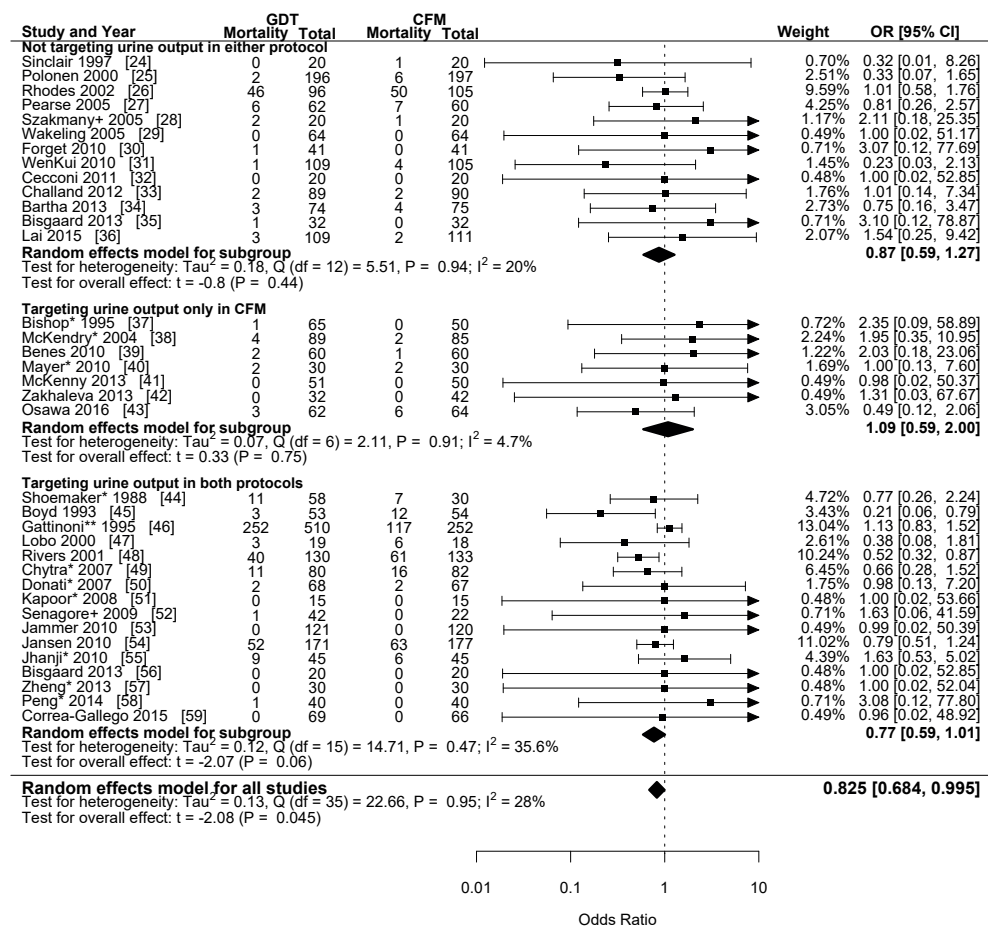 GDT CFM
Study and Year Mortality Total Mortality Total Weight OR [95% CI]
Not targeting urine output in either protocol
Sinclair 1997 [24] 0 20 1 20 0.70% 0.32 [0.01, 8.26]
Polonen 2000 [25] 2 196 6 197 2.51% 0.33 [0.07, 1.65]
Rhodes 2002 [26] 46 96 50 105 9.59% 1.01 [0.58, 1.76]
Pearse 2005 [27] 6 62 7 60 4.25% 0.81 [0.26, 2.57]
Szakmany+ 2005 [28] 2 20 1 20 1.17% 2.11 [0.18, 25.35]
Wakeling 2005 [29] 0 64 0 64 0.49% 1.00 [0.02, 51.17]
Forget 2010 [30] 1 41 0 41 0.71% 3.07 [0.12, 77.69]
WenKui 2010 [31] 1 109 4 105 1.45% 0.23 [0.03, 2.13]
Cecconi 2011 [32] 0 20 0 20 0.48% 1.00 [0.02, 52.85]
Challand 2012 [33] 2 89 2 90 1.76% 1.01 [0.14, 7.34]
Bartha 2013 [34] 3 74 4 75 2.73% 0.75 [0.16, 3.47]
Bisgaard 2013 [35] 1 32 0 32 0.71% 3.10 [0.12, 78.87]
Lai 2015 [36] 3 109 2 111 2.07% 1.54 [0.25, 9.42]
Random effects model for subgroup 0.87 [0.59, 1.27]
Test for heterogeneity: Tau² = 0.18, Q (df = 12) = 5.51, P = 0.94; I² = 20%
Test for overall effect: t = -0.8 (P = 0.44)
Targeting urine output only in CFM
Bishop* 1995 [37] 1 65 0 50 0.72% 2.35 [0.09, 58.89]
McKendry* 2004 [38] 4 89 2 85 2.24% 1.95 [0.35, 10.95]
Benes 2010 [39] 2 60 1 60 1.22% 2.03 [0.18, 23.06]
Mayer* 2010 [40] 2 30 2 30 1.69% 1.00 [0.13, 7.60]
McKenny 2013 [41] 0 51 0 50 0.49% 0.98 [0.02, 50.37]
Zakhaleva 2013 [42] 0 32 0 42 0.49% 1.31 [0.03, 67.67]
Osawa 2016 [43] 3 62 6 64 3.05% 0.49 [0.12, 2.06]
Random effects model for subgroup 1.09 [0.59, 2.00]
Test for heterogeneity: Tau² = 0.07, Q (df = 6) = 2.11, P = 0.91; I² = 4.7%
Test for overall effect: t = 0.33 (P = 0.75)
Targeting urine output in both protocols
Shoemaker* 1988 [44] 11 58 7 30 4.72% 0.77 [0.26, 2.24]
Boyd 1993 [45] 3 53 12 54 3.43% 0.21 [0.06, 0.79]
Gattinoni** 1995 [46] 252 510 117 252 13.04% 1.13 [0.83, 1.52]
Lobo 2000 [47] 3 19 6 18 2.61% 0.38 [0.08, 1.81]
Rivers 2001 [48] 40 130 61 133 10.24% 0.52 [0.32, 0.87]
Chytra* 2007 [49] 11 80 16 82 6.45% 0.66 [0.28, 1.52]
Donati* 2007 [50] 2 68 2 67 1.75% 0.98 [0.13, 7.20]
Kapoor* 2008 [51] 0 15 0 15 0.48% 1.00 [0.02, 53.66]
Senagore+ 2009 [52] 1 42 0 22 0.71% 1.63 [0.06, 41.59]
Jammer 2010 [53] 0 121 0 120 0.49% 0.99 [0.02, 50.39]
Jansen 2010 [54] 52 171 63 177 11.02% 0.79 [0.51, 1.24]
Jhanji* 2010 [55] 9 45 6 45 4.39% 1.63 [0.53, 5.02]
Bisgaard 2013 [56] 0 20 0 20 0.48% 1.00 [0.02, 52.85]
Zheng* 2013 [57] 0 30 0 30 0.48% 1.00 [0.02, 52.04]
Peng* 2014 [58] 1 40 0 40 0.71% 3.08 [0.12, 77.80]
Correa-Gallego 2015 [59] 0 69 0 66 0.49% 0.96 [0.02, 48.92]
Random effects model for subgroup 0.77 [0.59, 1.01]
Test for heterogeneity: Tau² = 0.12, Q (df = 15) = 14.71, P = 0.47; I² = 35.6%
Test for overall effect: t = -2.07 (P = 0.06)
Random effects model for all studies 0.825 [0.684, 0.995]
Test for heterogeneity: Tau² = 0.13, Q (df = 35) = 22.66, P = 0.95; I² = 28%
Test for overall effect: t = -2.08 (P = 0.045)
0.01 0.1 1 10
Odds Ratio